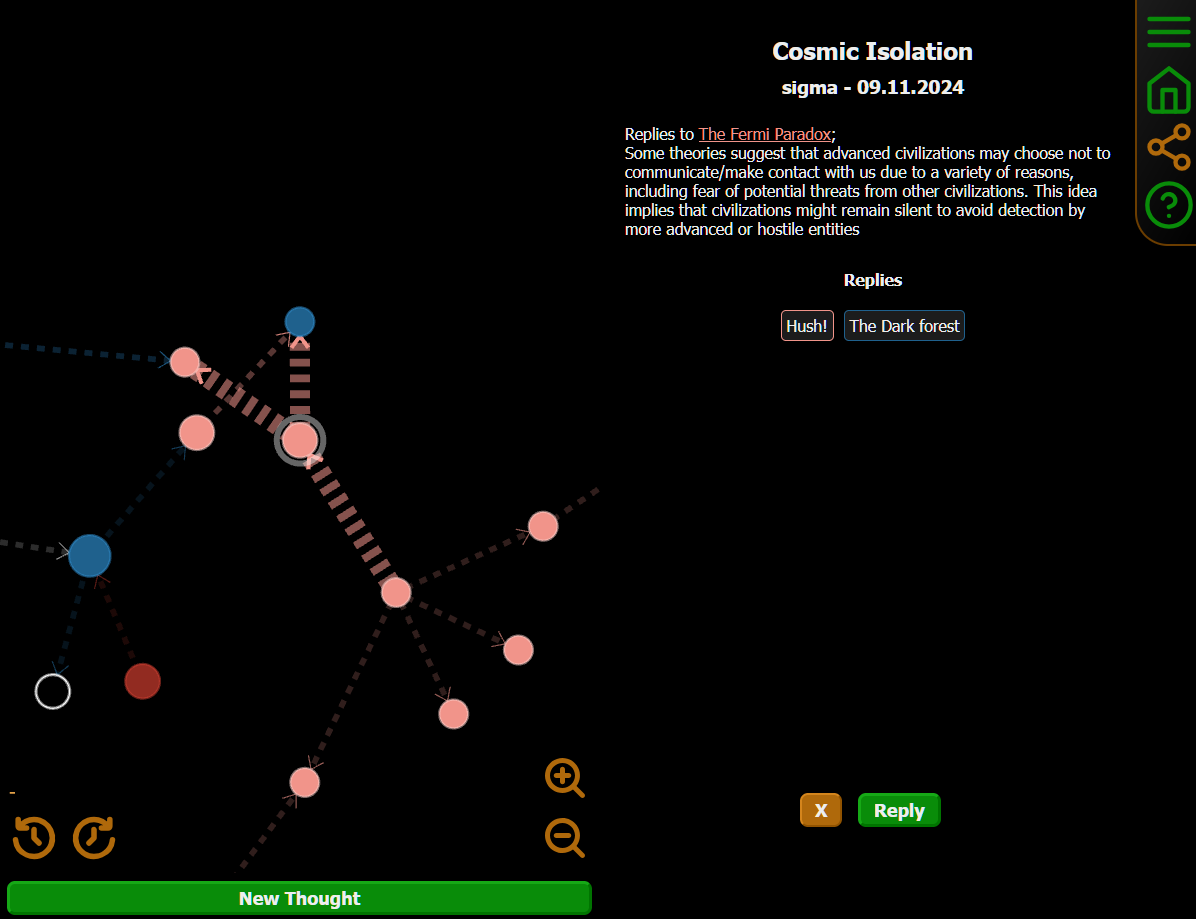 Cosmic Isolation
sigma - 09.11.2024
Replies to The Fermi Paradox;
Some theories suggest that advanced civilizations may choose not to
communicate/make contact with us due to a variety of reasons,
including fear of potential threats from other civilizations. This idea
implies that civilizations might remain silent to avoid detection by
more advanced or hostile entities
Replies
Hush! The Dark forest
-
X Reply
New Thought